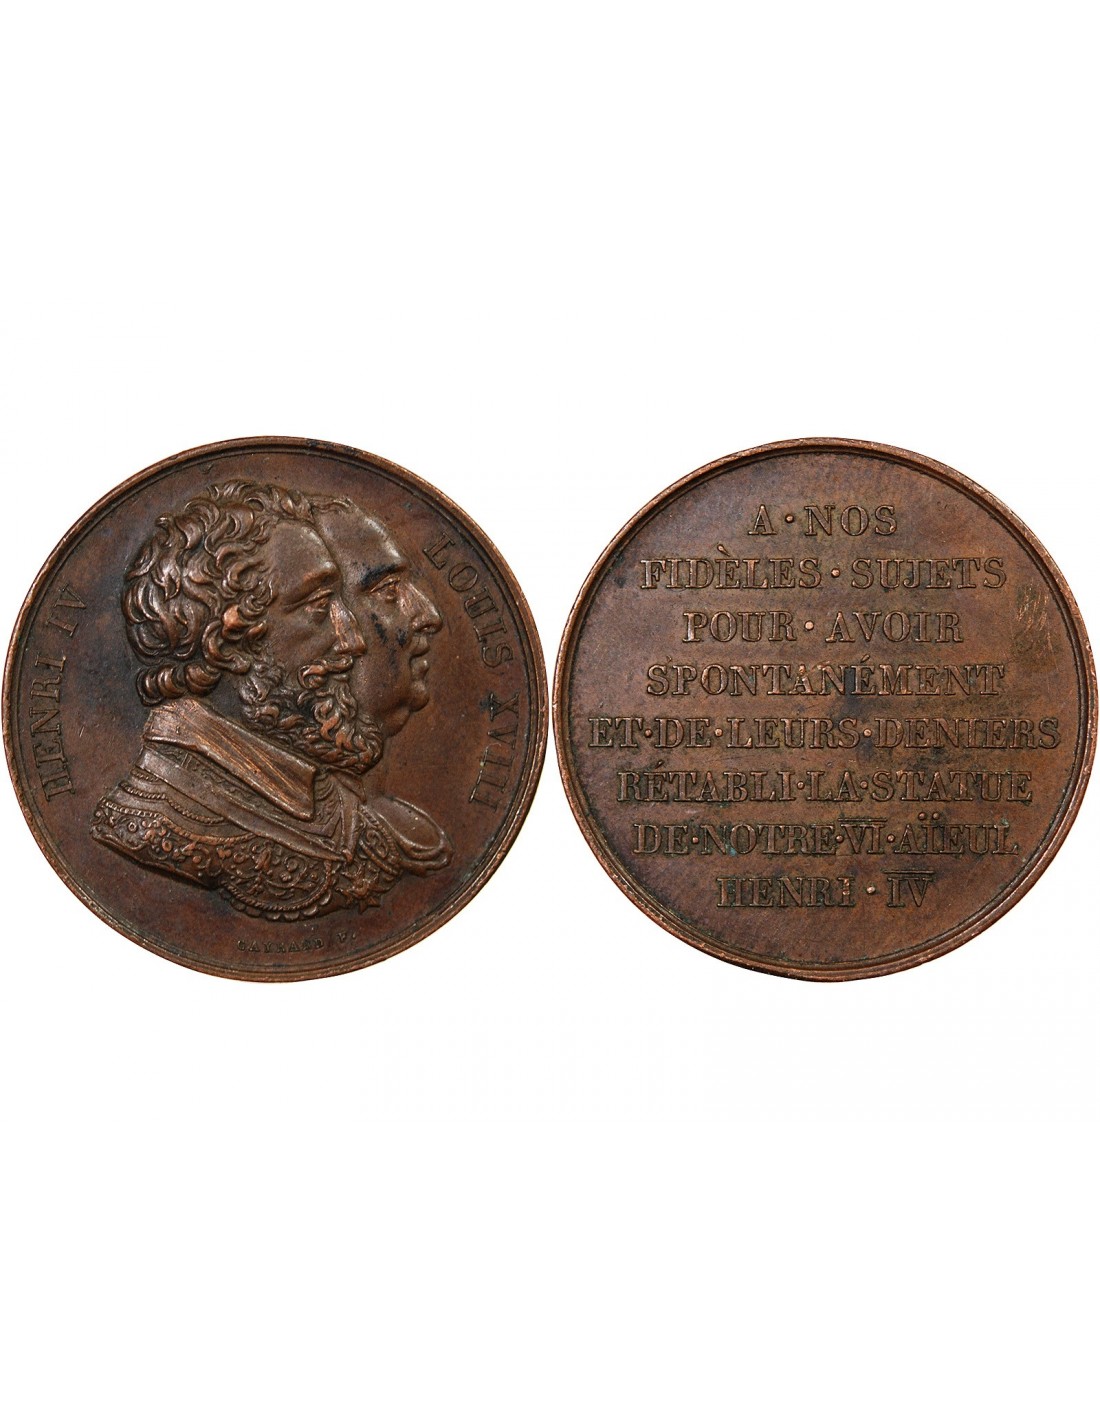 HENRI IV
LOUIS XVIII
CAYRARD F.
A · NOS
FIDÈLES · SUJETS
POUR · AVOIR
SPONTANÉMENT
ET · DE · LEURS · DENIERS
RÉTABLI · LA · STATUE
DE · NOTRE · VI · AÏEUL
HENRI · IV